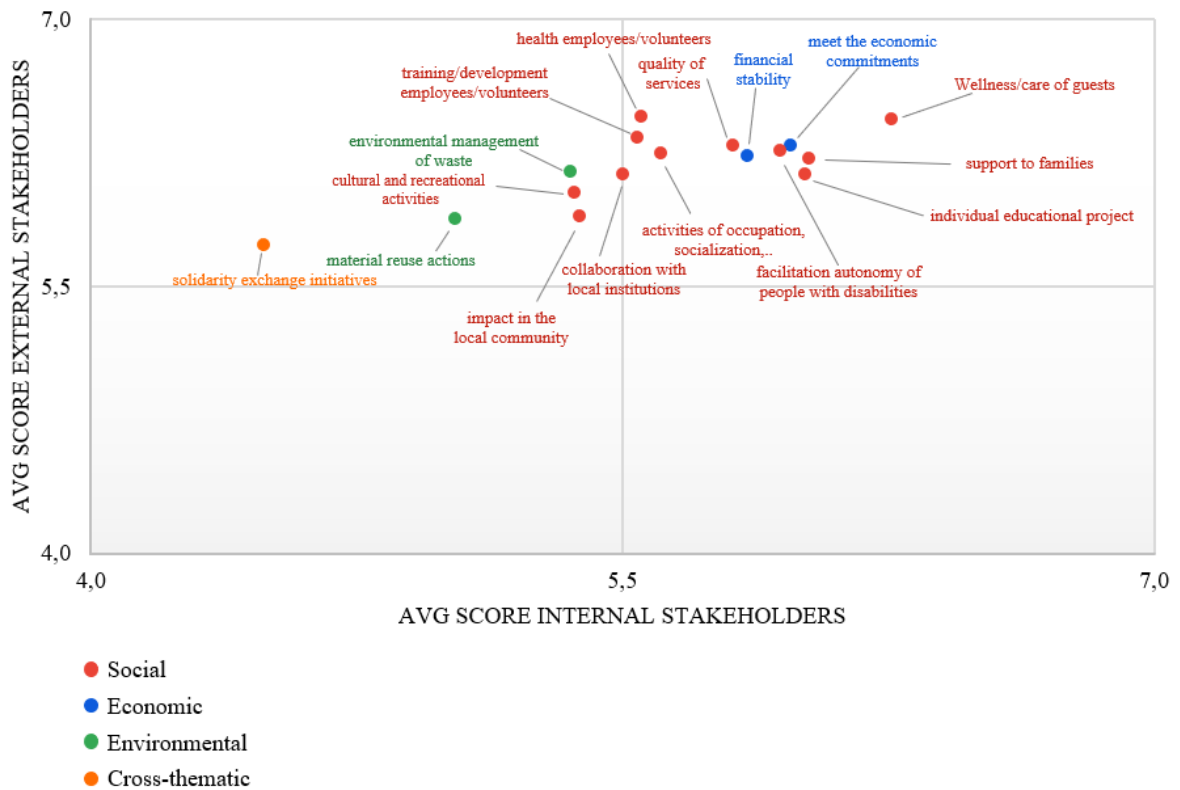 7,0
health employees/volunteers
meet the economic
commitments
quality of
services
financial
stability
training/development
employees/volunteers
Wellness/care of guests
environmental management
of waste
support to families
cultural and recreational
activities
individual educational project
activities of occupation,
socialization,..
material reuse actions
collaboration with
local institutions
facilitation autonomy of
people with disabilities
solidarity exchange initiatives
5,5
impact in the
local community
AVG SCORE EXTERNAL STAKEHOLDERS
4,0
4,0
5,5
7,0
AVG SCORE INTERNAL STAKEHOLDERS
Social
Economic
Environmental
Cross-thematic